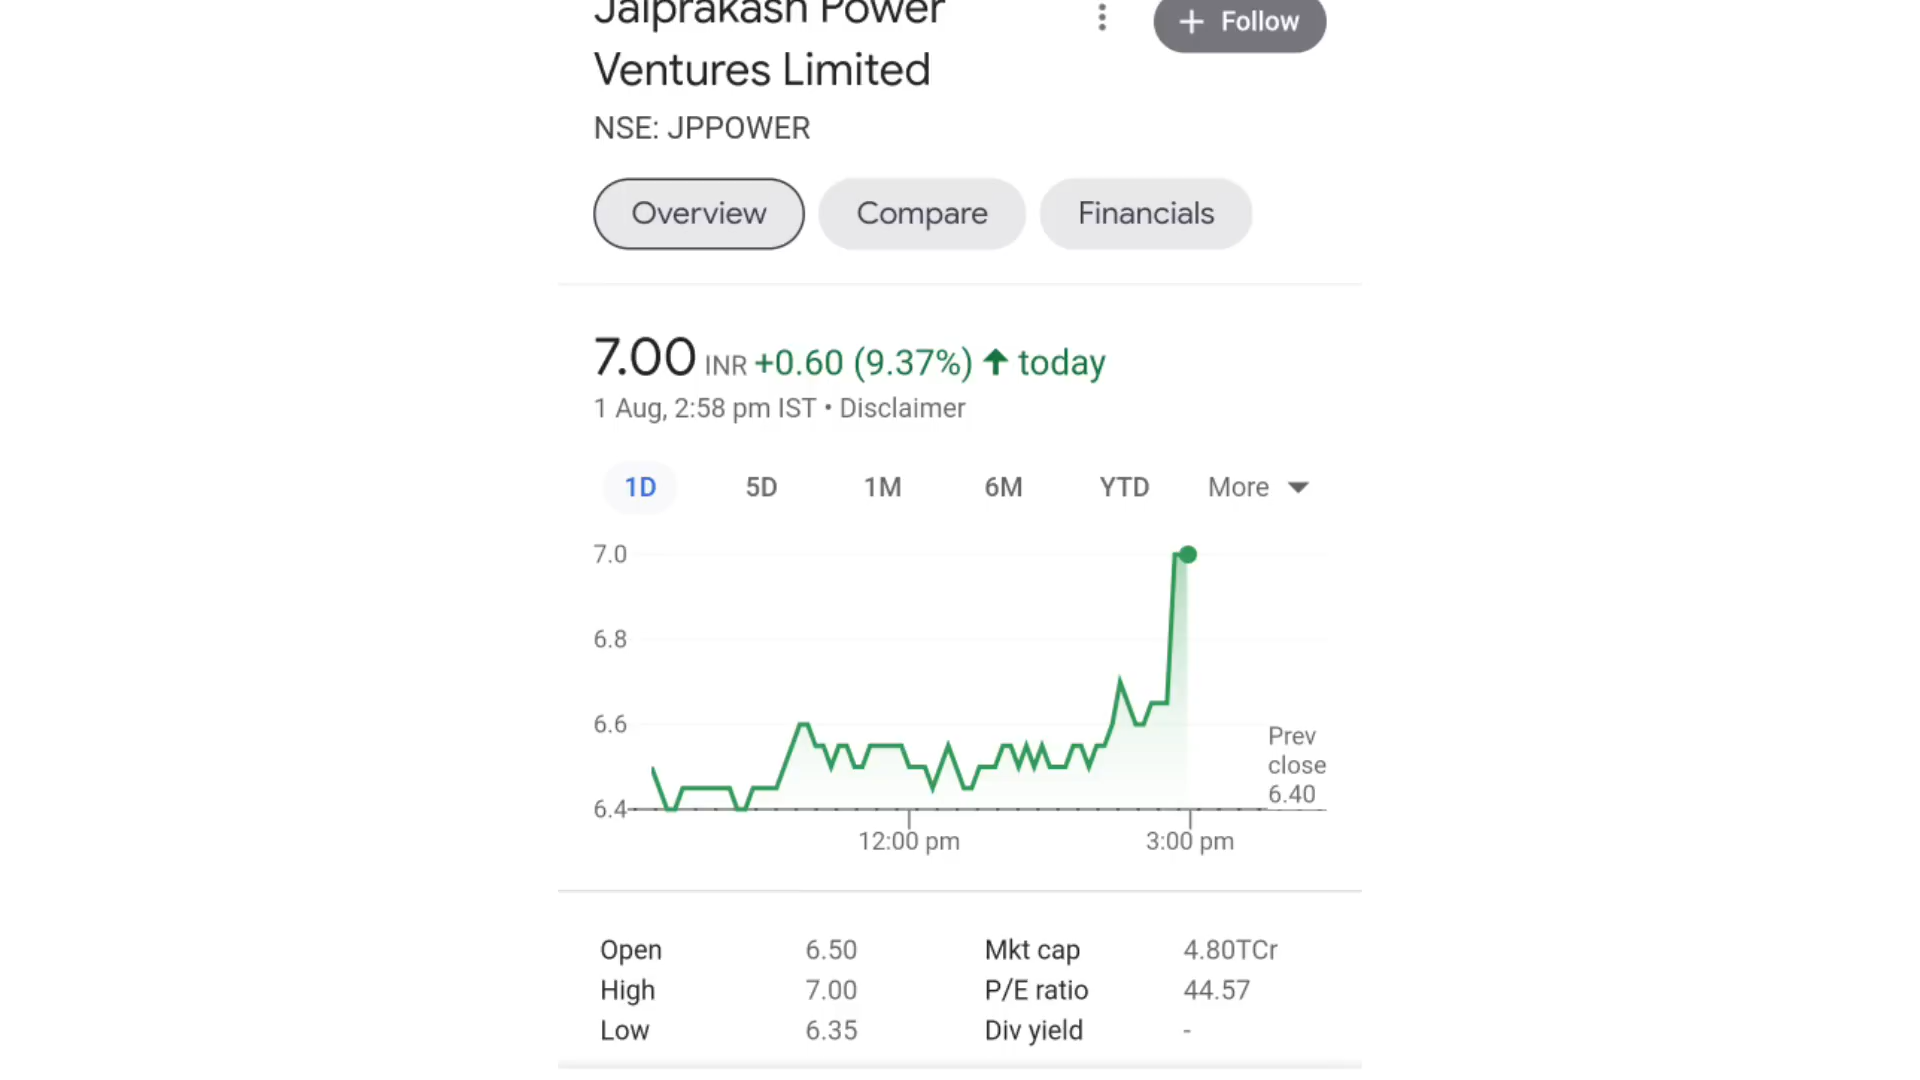 Jaiprakash Power
Ventures Limited
+ Follow
NSE: JPPOWER
Overview
Compare
Financials
7.00 INR +0.60 (9.37%) ↑ today
1 Aug, 2:58 pm IST • Disclaimer
1D 5D 1M 6M YTD More
7.0
6.8
6.6
6.4
Prev
close
6.40
12:00 pm 3:00 pm
Open 6.50 Mkt cap 4.80TCr
High 7.00 P/E ratio 44.57
Low 6.35 Div yield -